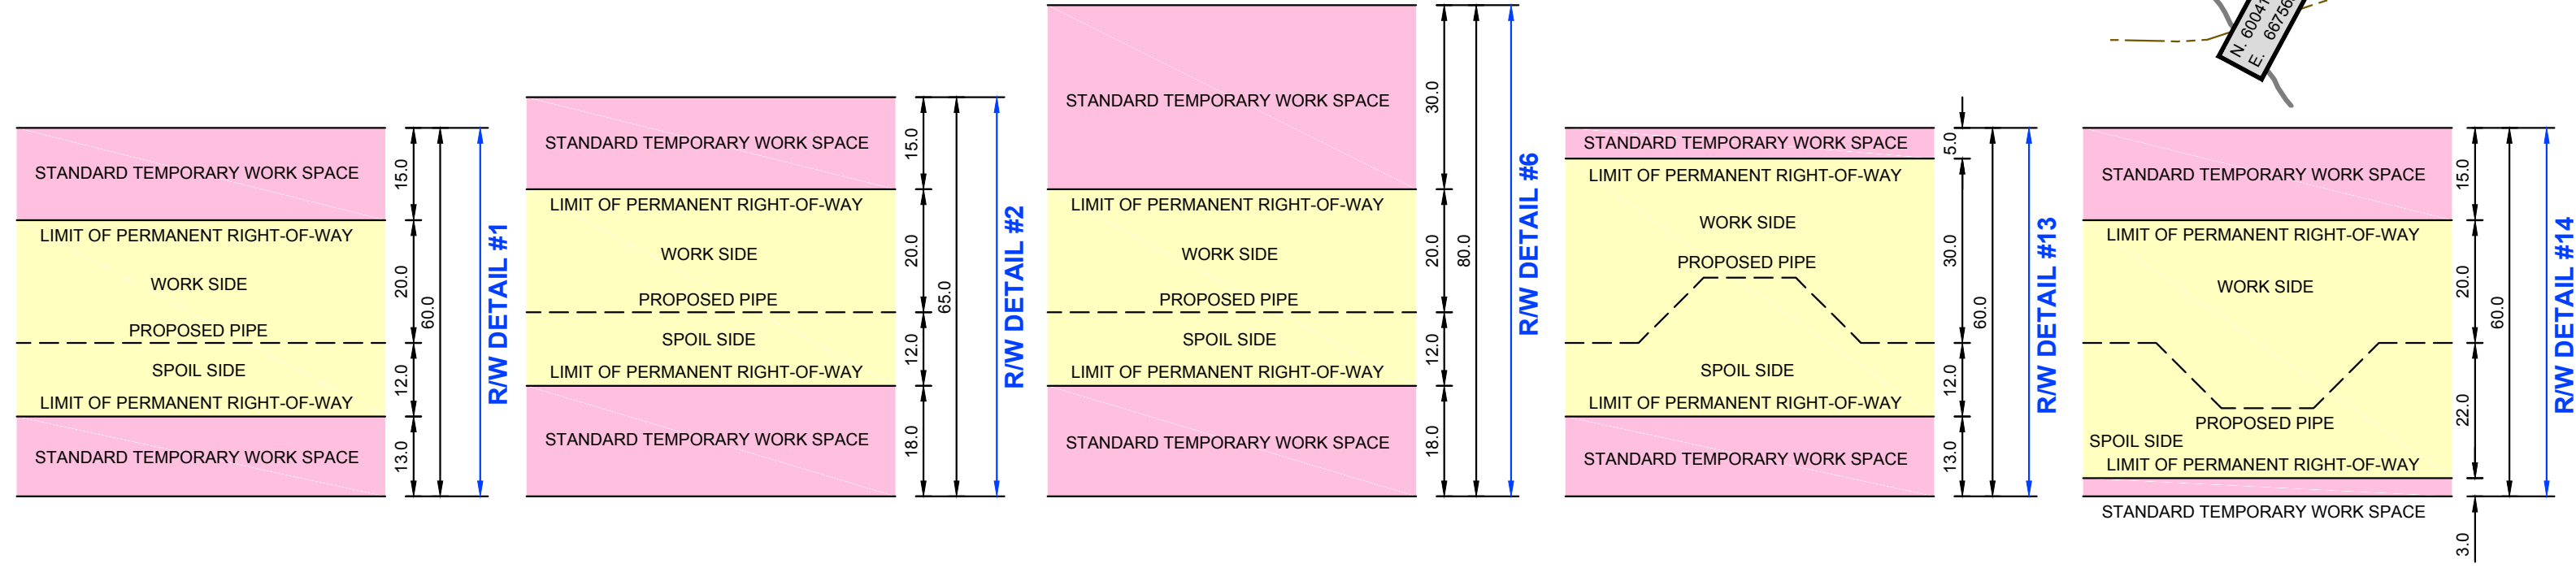 STANDARD TEMPORARY WORK SPACE
LIMIT OF PERMANENT RIGHT-OF-WAY
WORK SIDE
PROPOSED PIPE
SPOIL SIDE
LIMIT OF PERMANENT RIGHT-OF-WAY
STANDARD TEMPORARY WORK SPACE
15.0
20.0
12.0
13.0
60.0
R/W DETAIL #1
STANDARD TEMPORARY WORK SPACE
LIMIT OF PERMANENT RIGHT-OF-WAY
WORK SIDE
PROPOSED PIPE
SPOIL SIDE
LIMIT OF PERMANENT RIGHT-OF-WAY
STANDARD TEMPORARY WORK SPACE
15.0
20.0
12.0
18.0
65.0
R/W DETAIL #2
STANDARD TEMPORARY WORK SPACE
LIMIT OF PERMANENT RIGHT-OF-WAY
WORK SIDE
PROPOSED PIPE
SPOIL SIDE
LIMIT OF PERMANENT RIGHT-OF-WAY
STANDARD TEMPORARY WORK SPACE
30.0
20.0
12.0
18.0
80.0
R/W DETAIL #6
STANDARD TEMPORARY WORK SPACE
LIMIT OF PERMANENT RIGHT-OF-WAY
WORK SIDE
PROPOSED PIPE
SPOIL SIDE
LIMIT OF PERMANENT RIGHT-OF-WAY
STANDARD TEMPORARY WORK SPACE
5.0
30.0
12.0
13.0
60.0
R/W DETAIL #13
N. 60041
E. 66756
STANDARD TEMPORARY WORK SPACE
LIMIT OF PERMANENT RIGHT-OF-WAY
WORK SIDE
PROPOSED PIPE
SPOIL SIDE
LIMIT OF PERMANENT RIGHT-OF-WAY
STANDARD TEMPORARY WORK SPACE
15.0
20.0
22.0
3.0
60.0
R/W DETAIL #14